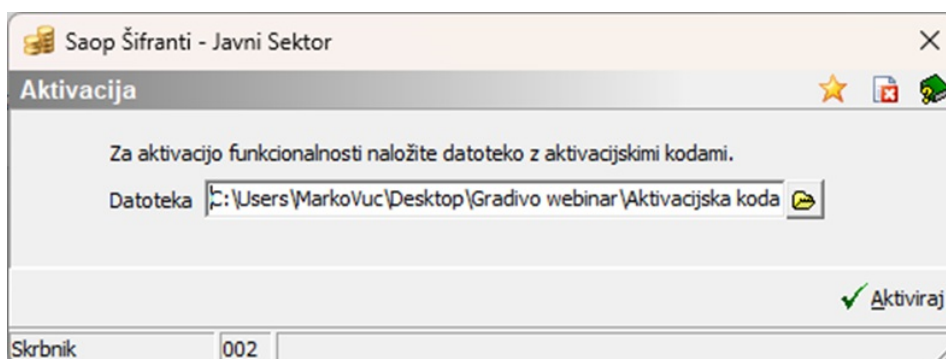 Saop Šifranti - Javni Sektor
Aktivacija
Za aktivacijo funkcionalnosti naložite datoteko z aktivacijskimi kodami.
Datoteka C:\Users\MarkoVuc\Desktop\Gradivo webinar\Aktivacijska koda
Aktiviraj
Skrbnik 002